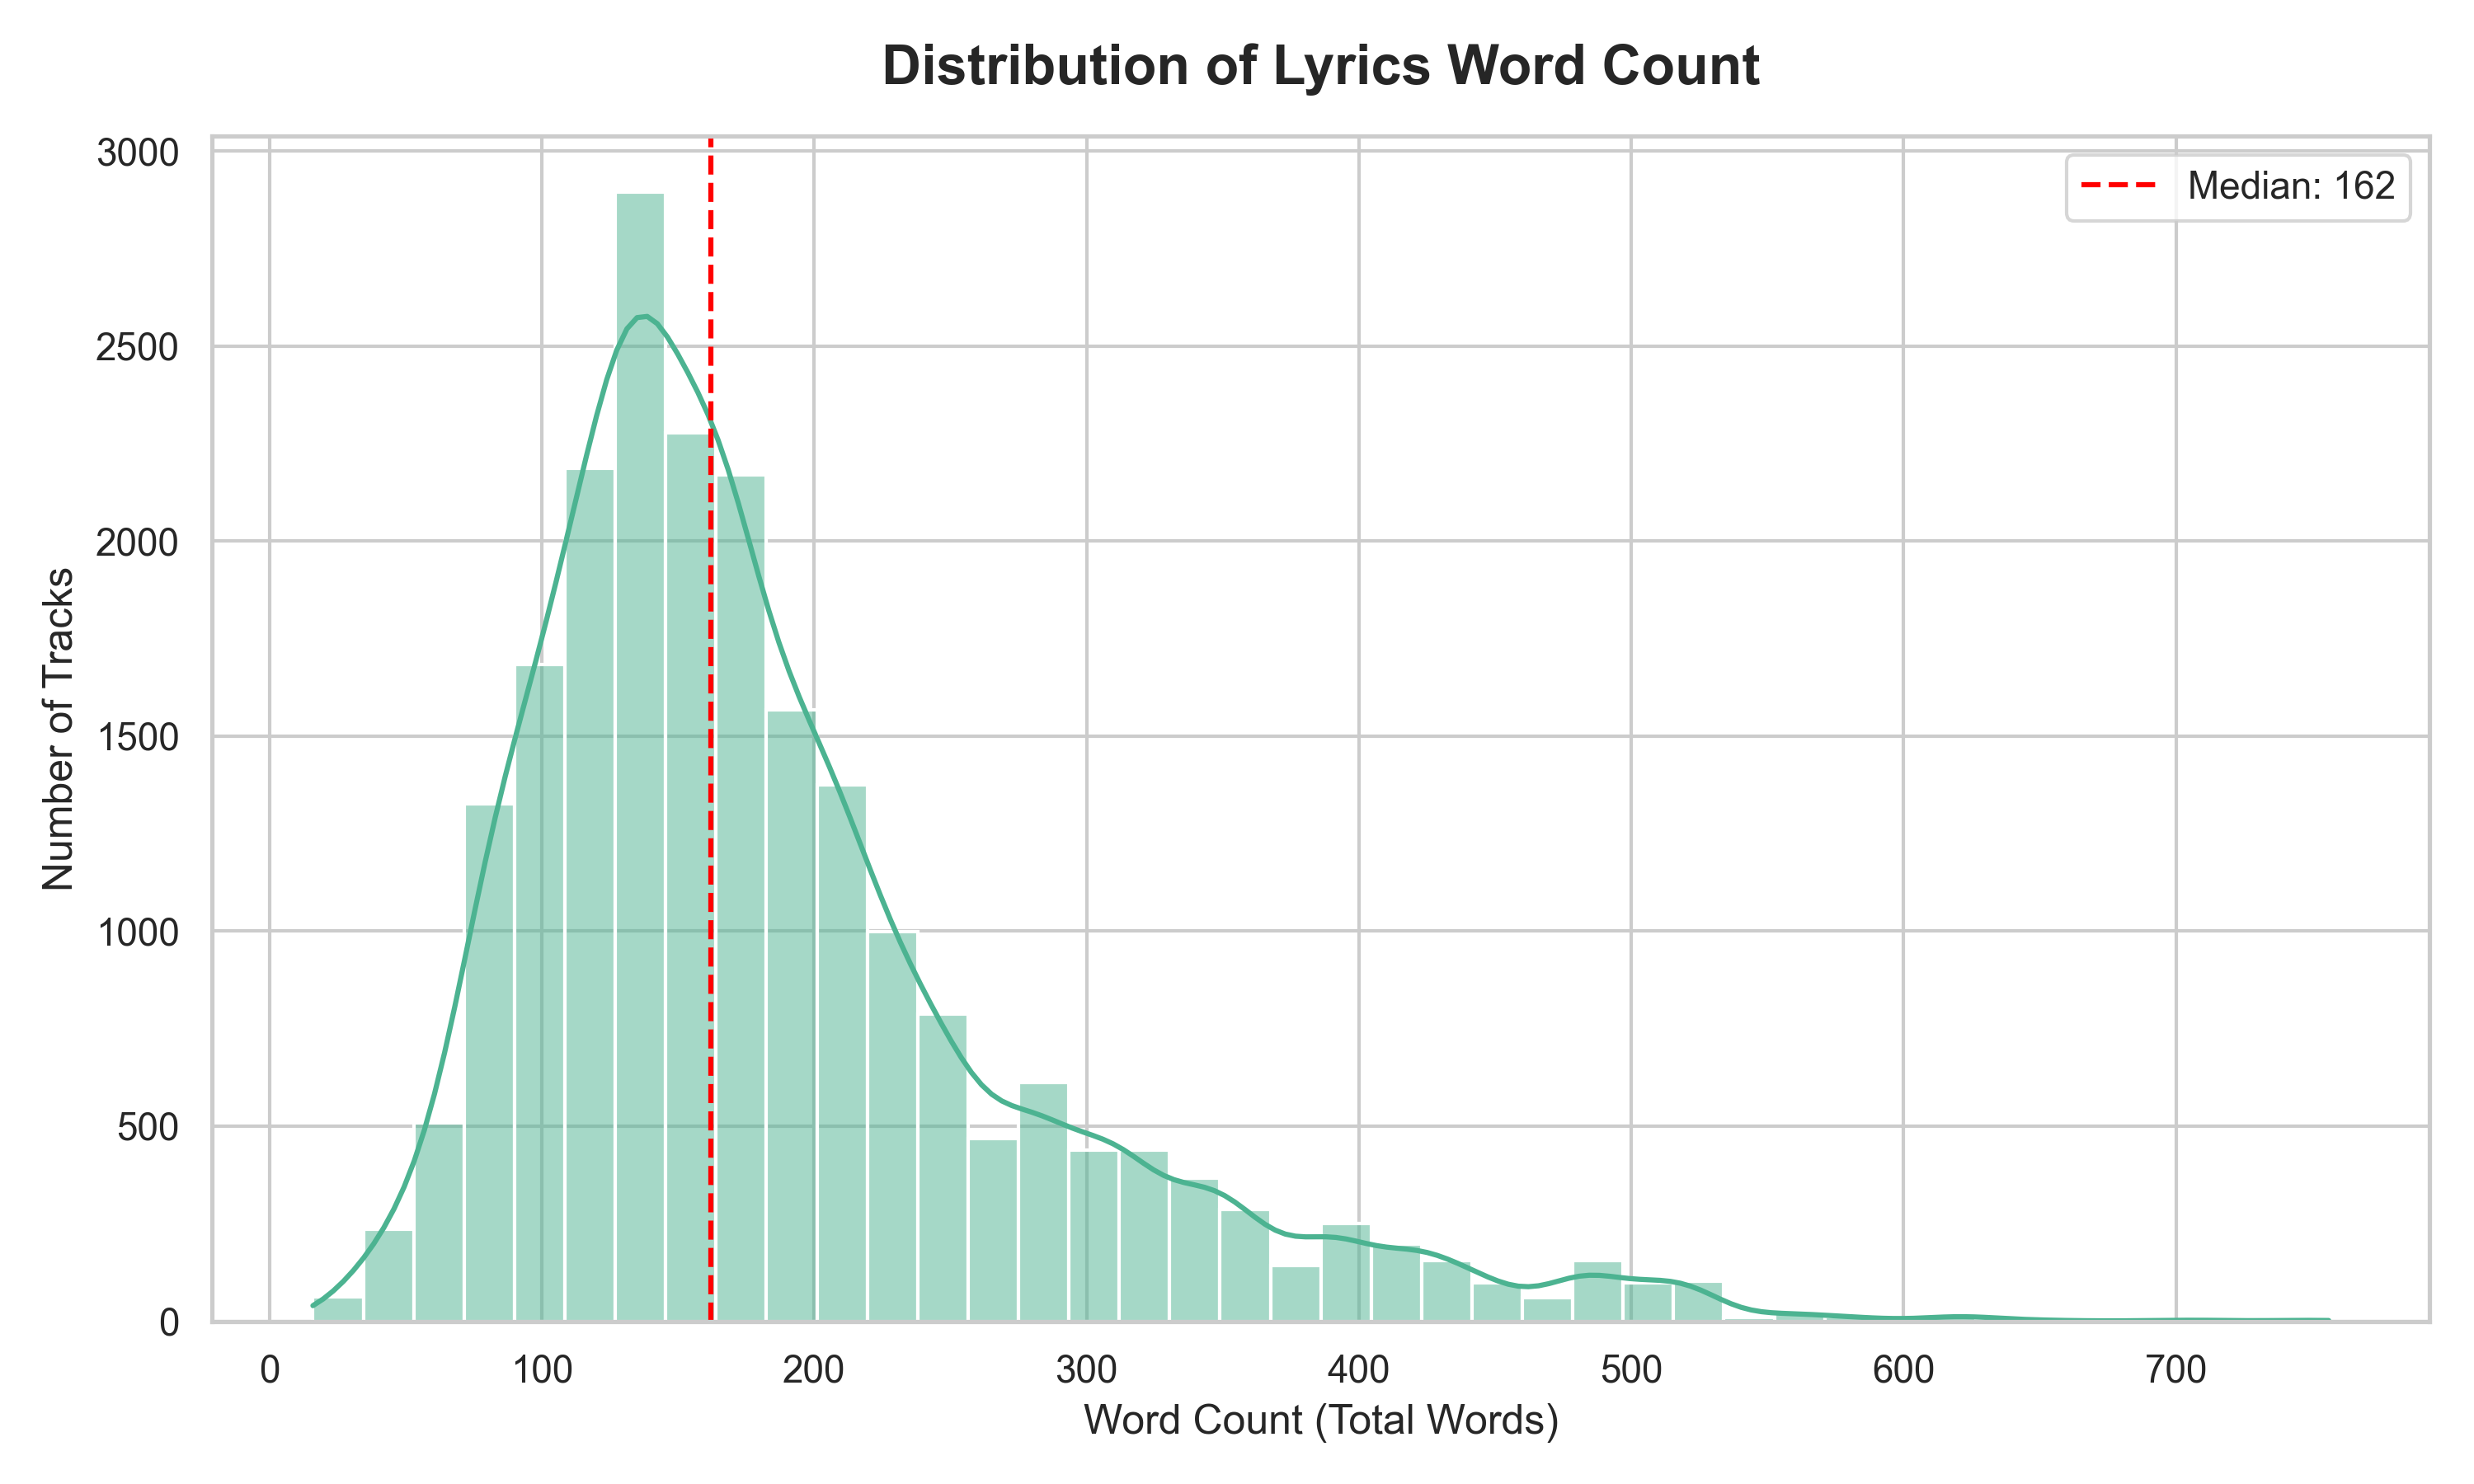 Distribution of Lyrics Word Count
Median: 162
Number of Tracks
3000
2500
2000
1500
1000
500
0
0 100 200 300 400 500 600 700
Word Count (Total Words)